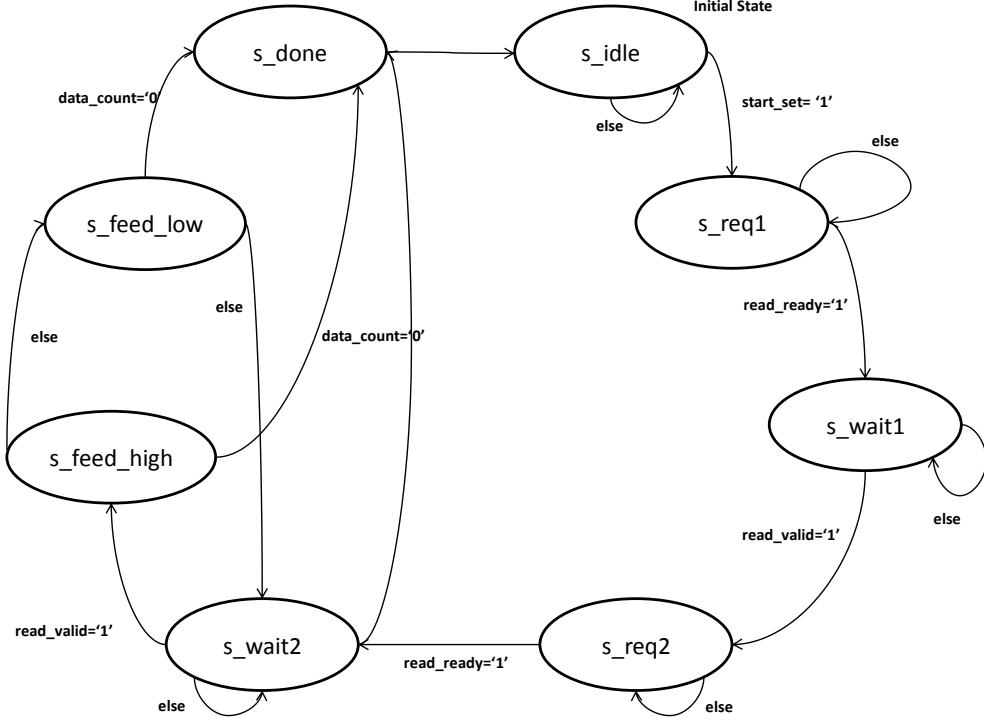 Initial State
s_done
s_idle
data_count=‘0’
start_set= ‘1’
else
else
s_feed_low
s_req1
read_ready=‘1’
else
else
data_count=‘0’
s_wait1
s_feed_high
else
read_valid=‘1’
read_valid=‘1’
s_wait2
s_req2
read_ready=‘1’
else
else